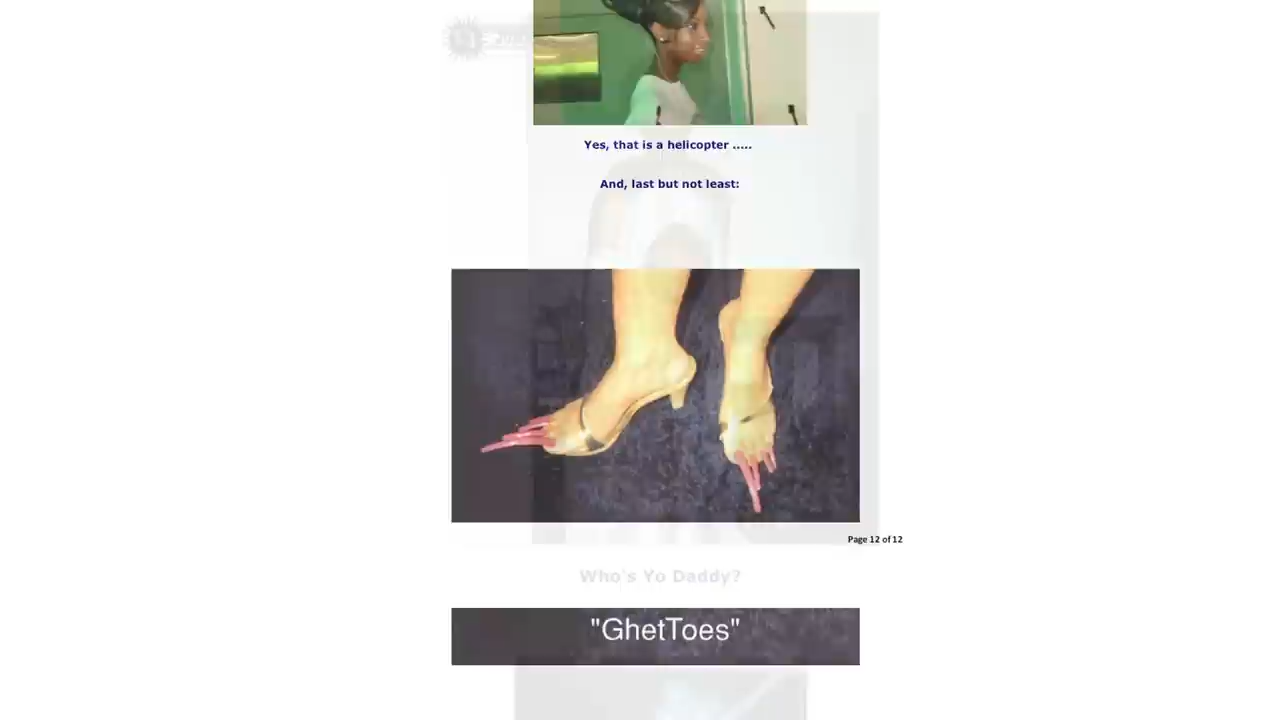 Yes, that is a helicopter .....
And, last but not least:
Page 12 of 12
Who's Yo Daddy?
"GhetToes"